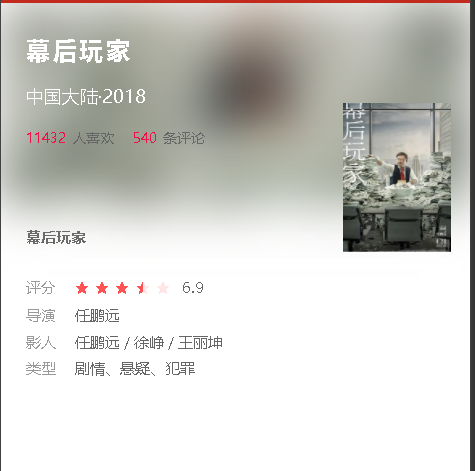 幕后玩家
中国大陆·2018
11432 人喜欢 540 条评论
幕后玩家
幕后玩家
评分 6.9
导演 任鹏远
影人 任鹏远 / 徐峥 / 王丽坤
类型 剧情、悬疑、犯罪